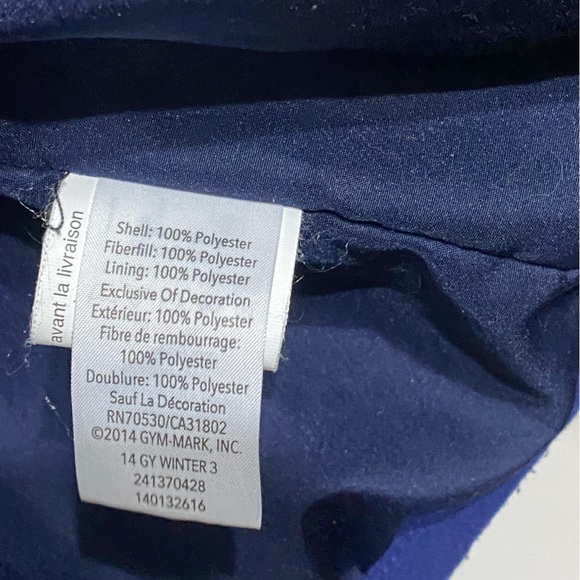 avant la livraison
Shell: 100% Polyester
Fiberfill: 100% Polyester
Lining: 100% Polyester
Exclusive Of Decoration
Extérieur: 100% Polyester
Fibre de rembourrage:
100% Polyester
Doublure: 100% Polyester
Sauf La Décoration
RN70530/CA31802
©2014 GYM-MARK, INC.
14 GY WINTER 3
241370428
140132616